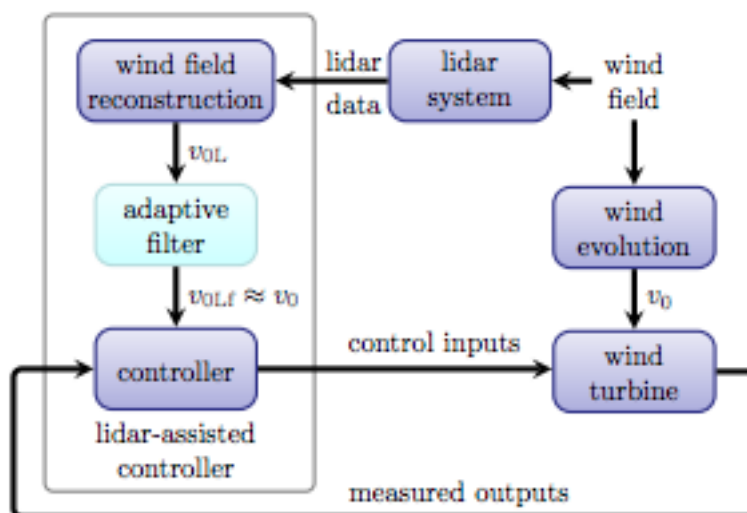 wind field
reconstruction
lidar
data
lidar
system
wind
field
v0L
adaptive
filter
wind
evolution
v0Lf ≈ v0
v0
controller
control inputs
wind
turbine
lidar-assisted
controller
measured outputs